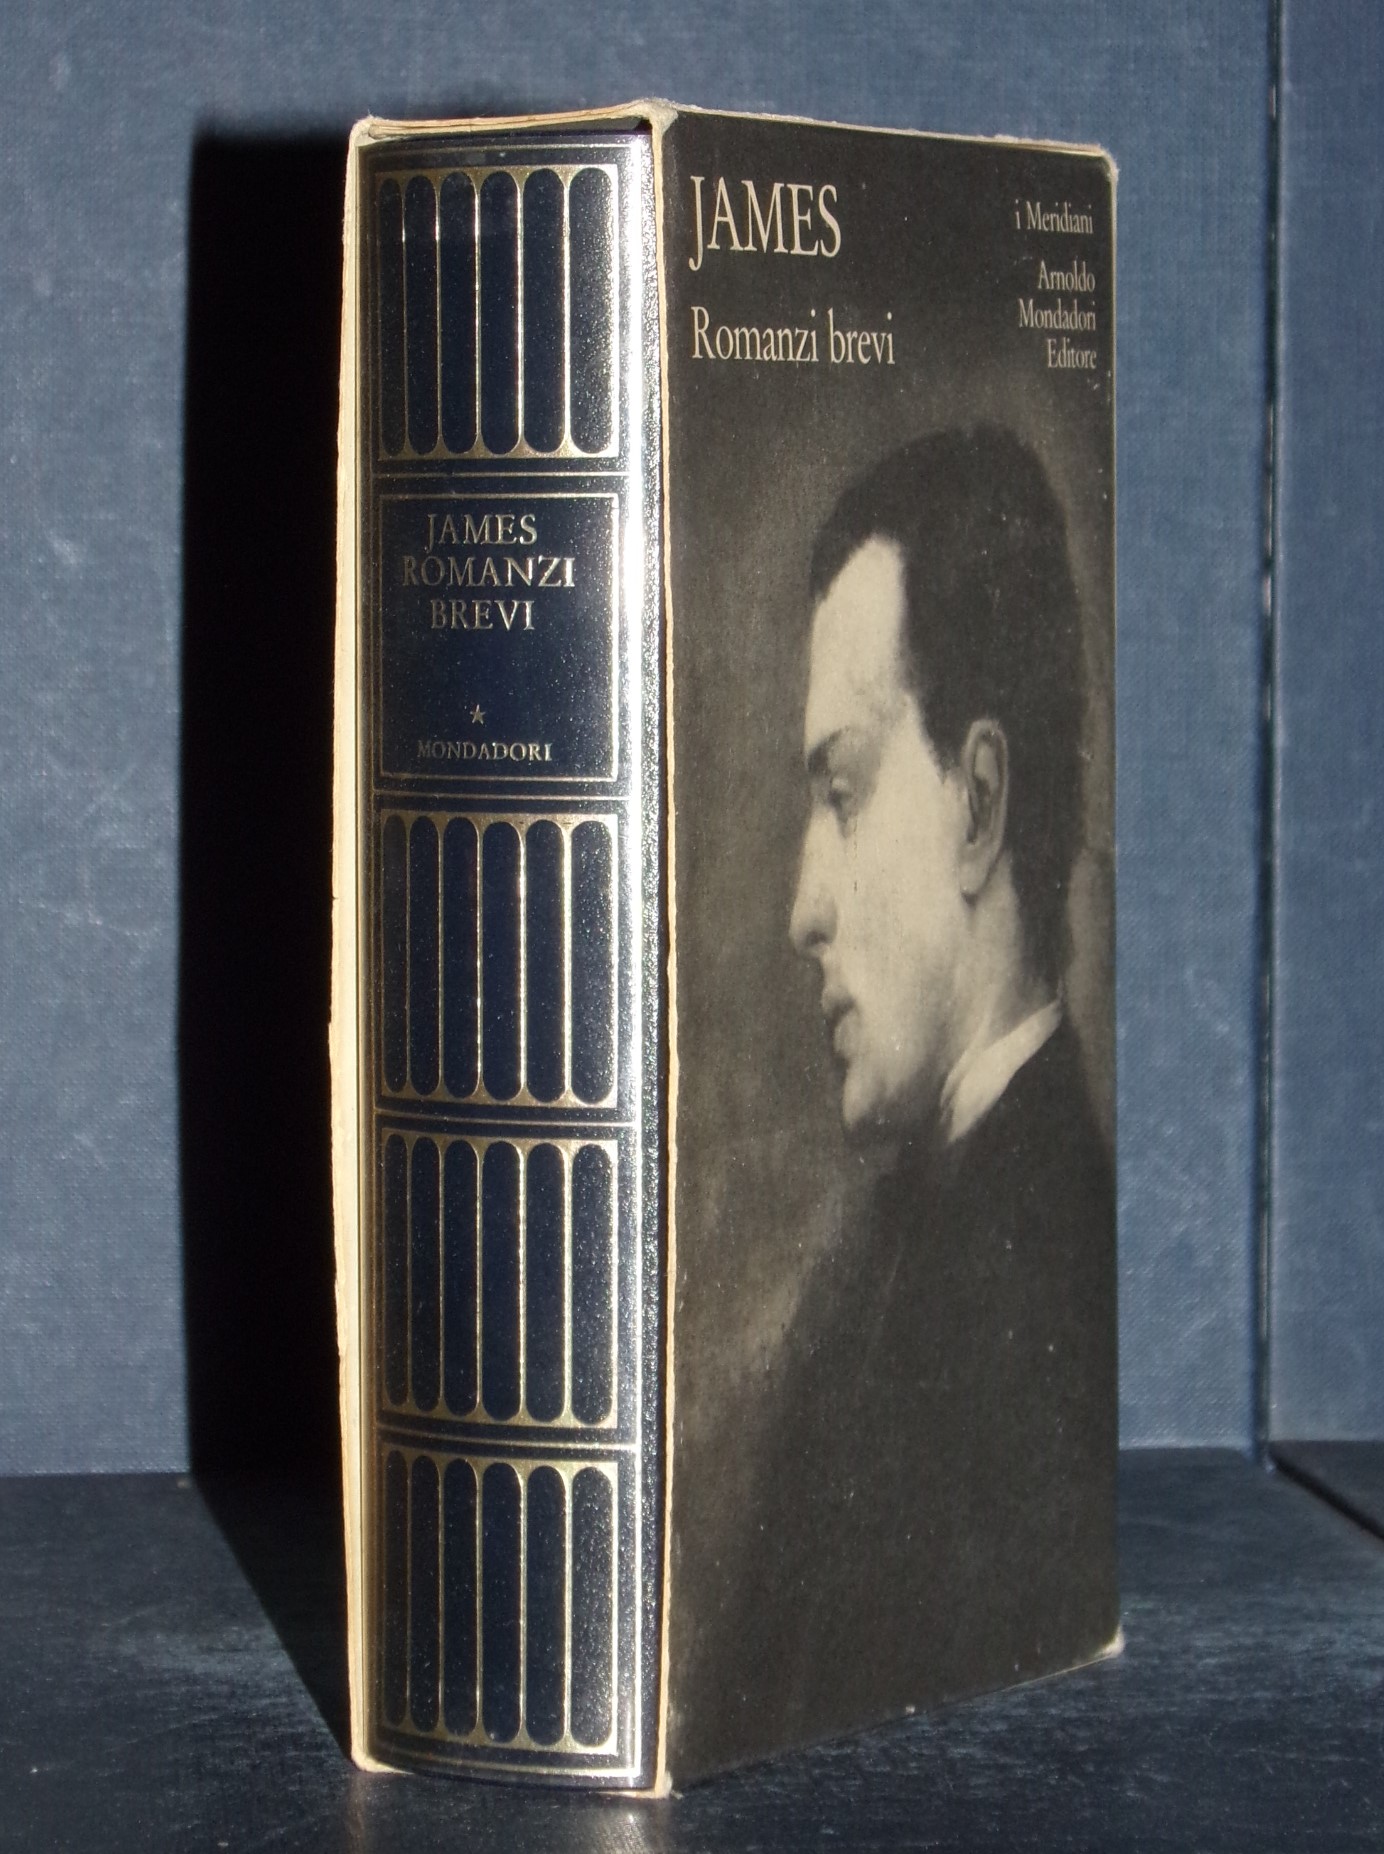 JAMES
ROMANZI
BREVI
★
MONDADORI
JAMES
Romanzi brevi
i Meridiani
Arnoldo
Mondadori
Editore